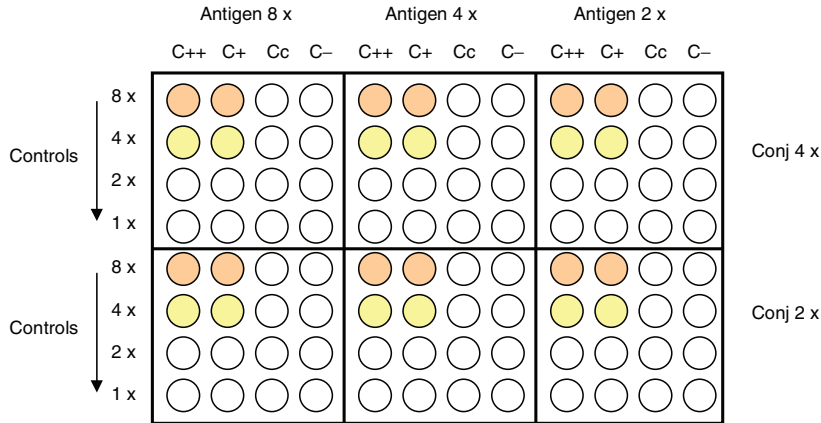 Antigen 8 x Antigen 4 x Antigen 2 x
C++ C+ Cc C– C++ C+ Cc C– C++ C+ Cc C–
8 x
4 x
Controls Conj 4 x
2 x
1 x
8 x
4 x
Controls Conj 2 x
2 x
1 x